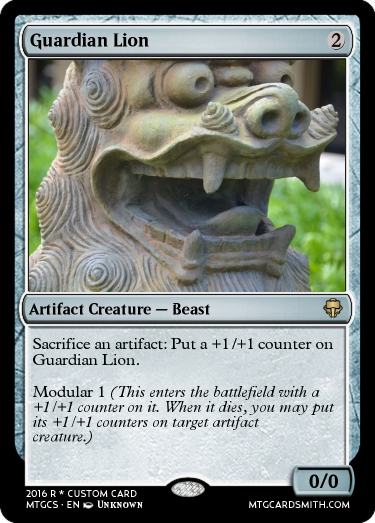 Guardian Lion 2
Artifact Creature — Beast
Sacrifice an artifact: Put a +1/+1 counter on
Guardian Lion.
Modular 1 (This enters the battlefield with a
+1/+1 counter on it. When it dies, you may put
its +1/+1 counters on target artifact
creature.)
0/0
2016 R * CUSTOM CARD
MTGCS · EN Unknown
MTGCARDSMITH.COM